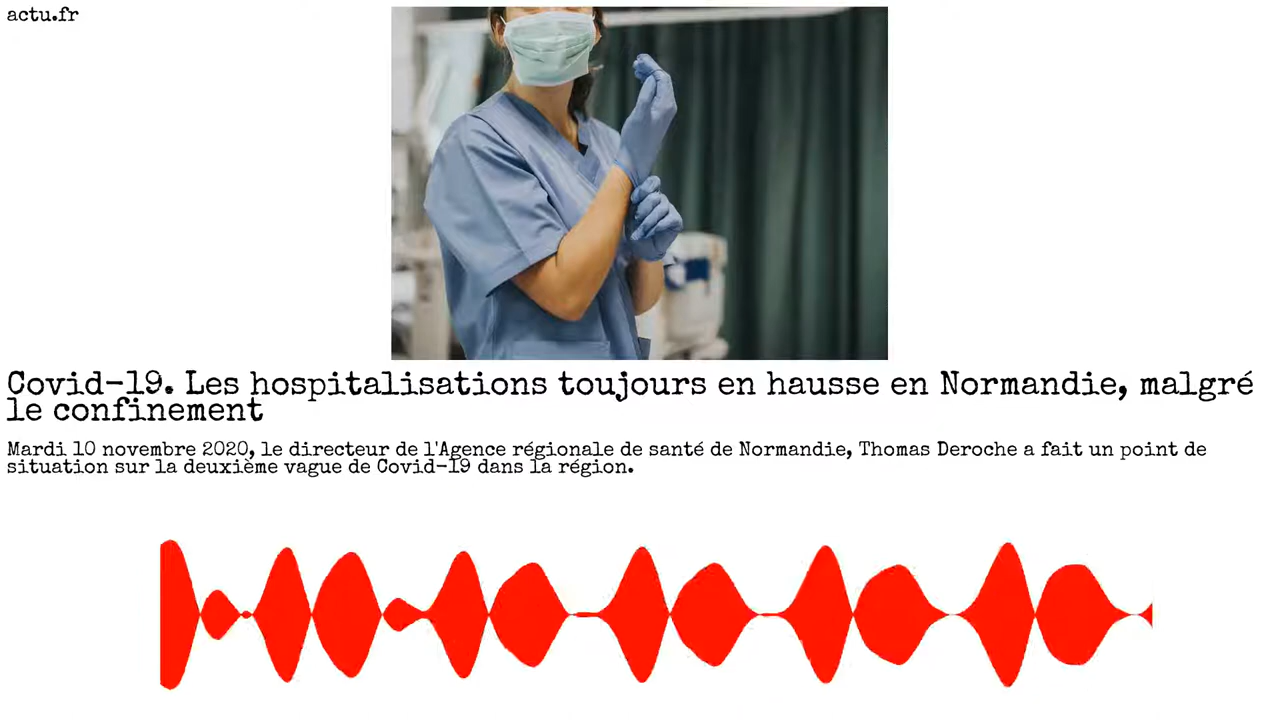 actu.fr
Covid-19. Les hospitalisations toujours en hausse en Normandie, malgré
le confinement
Mardi 10 novembre 2020, le directeur de l'Agence régionale de santé de Normandie, Thomas Deroche a fait un point de
situation sur la deuxième vague de Covid-19 dans la région.